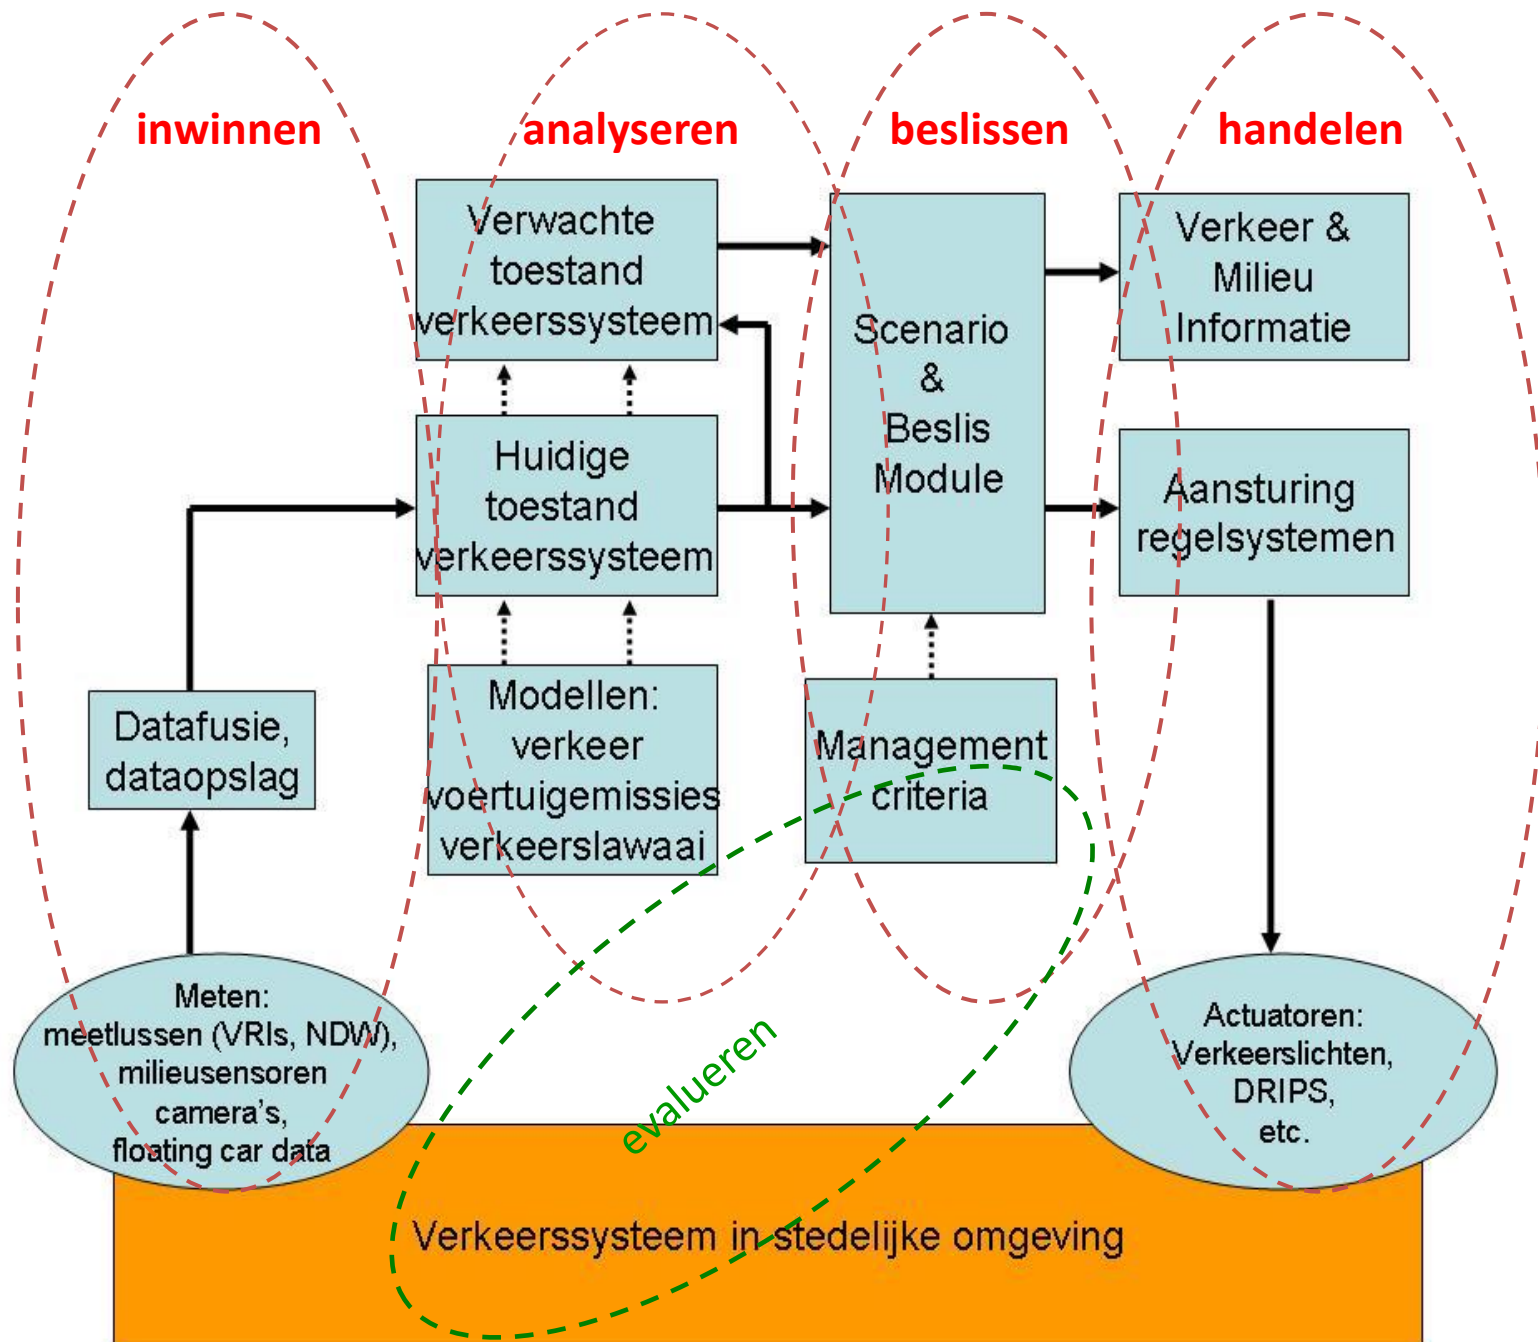 inwinnen
analyseren
beslissen
handelen
Verwachte
toestand
verkeerssysteem
Scenario
&
Beslis
Module
Verkeer &
Milieu
Informatie
Huidige
toestand
verkeerssysteem
Aansturing
regelsystemen
Datafusie,
dataopslag
Modellen:
verkeer
voertuigemissies
verkeerslawaai
Management
criteria
Meten:
meetlussen (VRIs, NDW),
milieusensoren
camera's,
floating car data
evalueren
Actuatoren:
Verkeerslichten,
DRIPS,
etc.
Verkeerssysteem in stedelijke omgeving